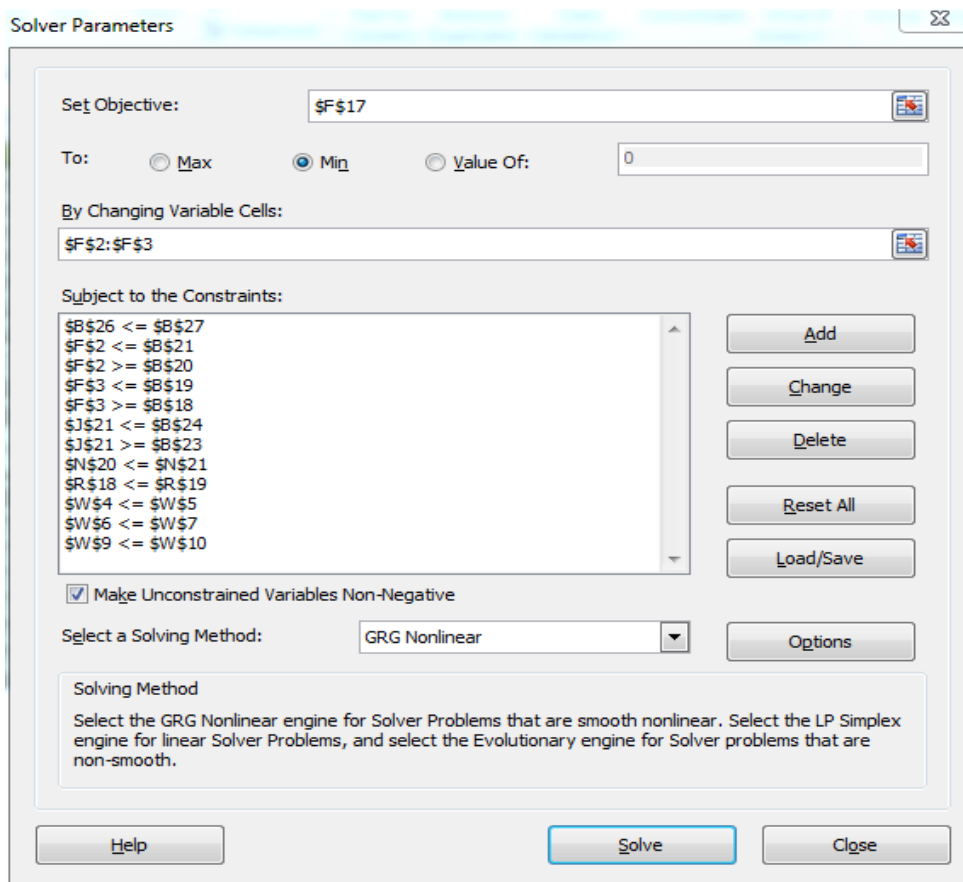 Solver Parameters
Set Objective:
$F$17
To:
Max
Min
Value Of:
0
By Changing Variable Cells:
$F$2:$F$3
Subject to the Constraints:
$B$26 <= $B$27
$F$2 <= $B$21
$F$2 >= $B$20
$F$3 <= $B$19
$F$3 >= $B$18
$J$21 <= $B$24
$J$21 >= $B$23
$N$20 <= $N$21
$R$18 <= $R$19
$W$4 <= $W$5
$W$6 <= $W$7
$W$9 <= $W$10
Add
Change
Delete
Reset All
Load/Save
Make Unconstrained Variables Non-Negative
Select a Solving Method:
GRG Nonlinear
Options
Solving Method
Select the GRG Nonlinear engine for Solver Problems that are smooth nonlinear. Select the LP Simplex
engine for linear Solver Problems, and select the Evolutionary engine for Solver problems that are
non-smooth.
Help
Solve
Close